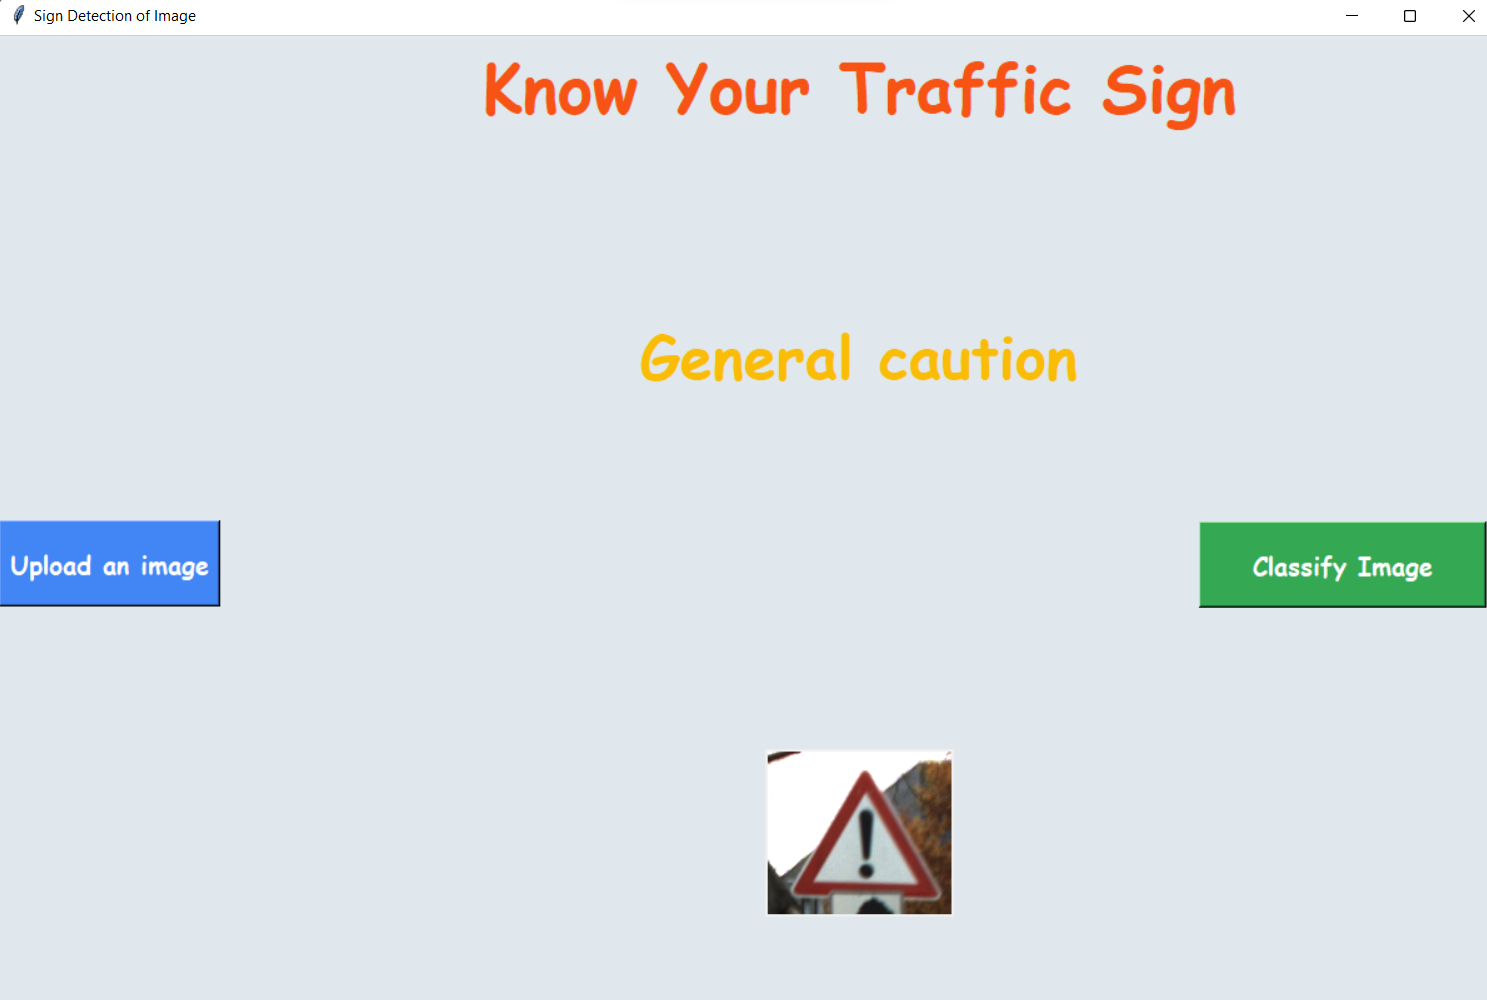 Sign Detection of Image
Know Your Traffic Sign
General caution
Upload an image
Classify Image
!